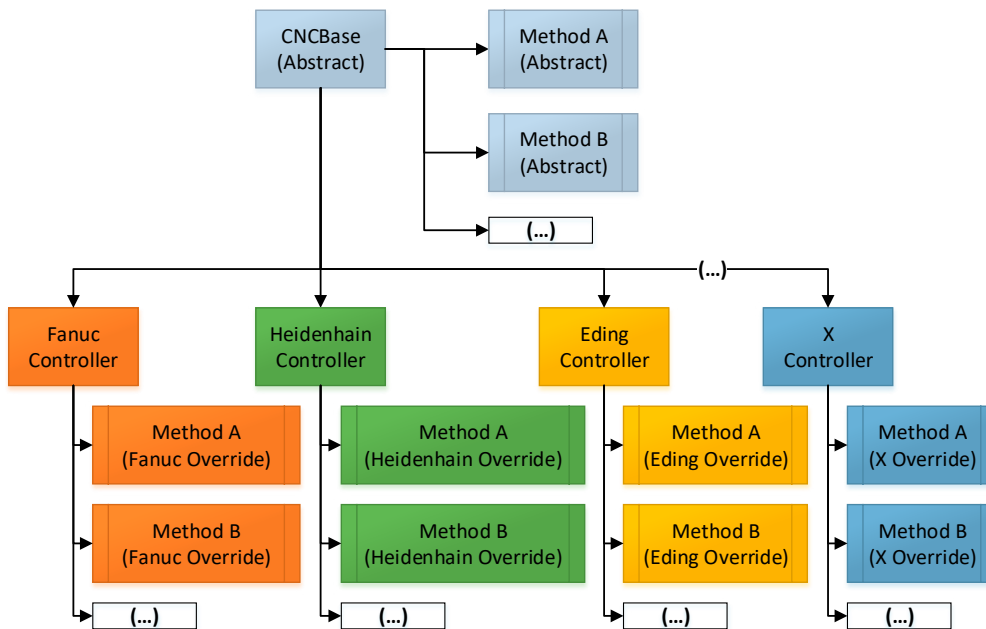 CNCBase
(Abstract)
Method A
(Abstract)
Method B
(Abstract)
(...)
(...)
Fanuc
Controller
Heidenhain
Controller
Eding
Controller
X
Controller
Method A
(Fanuc Override)
Method A
(Heidenhain Override)
Method A
(Eding Override)
Method A
(X Override)
Method B
(Fanuc Override)
Method B
(Heidenhain Override)
Method B
(Eding Override)
Method B
(X Override)
(...)
(...)
(...)
(...)